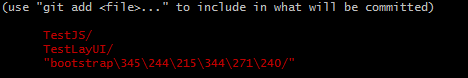 (use "git add <file>..." to include in what will be committed)
TestJS/
TestLayUI/
"bootstrap\345\244\215\344\271\240/"